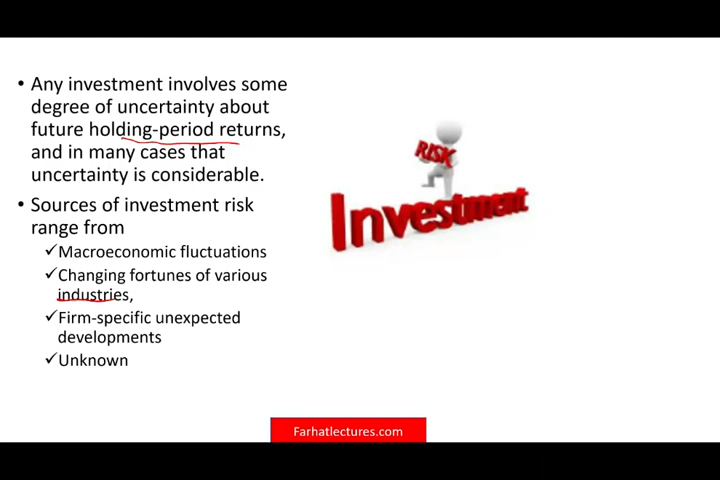 • Any investment involves some
degree of uncertainty about
future holding-period returns,
and in many cases that
uncertainty is considerable.
• Sources of investment risk
range from
✓Macroeconomic fluctuations
✓Changing fortunes of various
industries,
✓Firm-specific unexpected
developments
✓Unknown
RISK
Investment
Farhatlectures.com